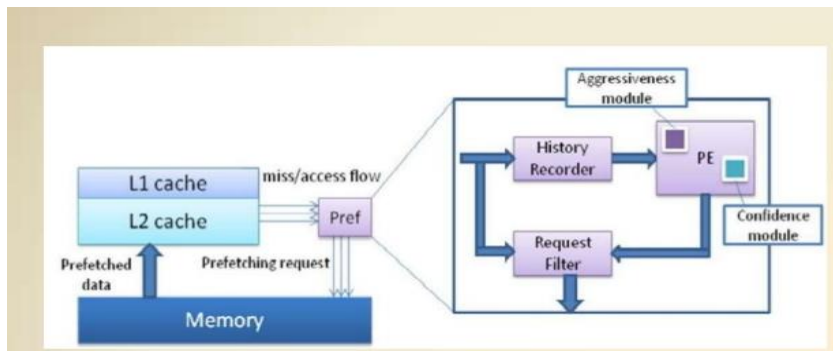 L1 cache
L2 cache
miss/access flow
Pref
Prefetched
data
Prefetching request
Memory
Aggressiveness
module
History
Recorder
PE
Confidence
module
Request
Filter